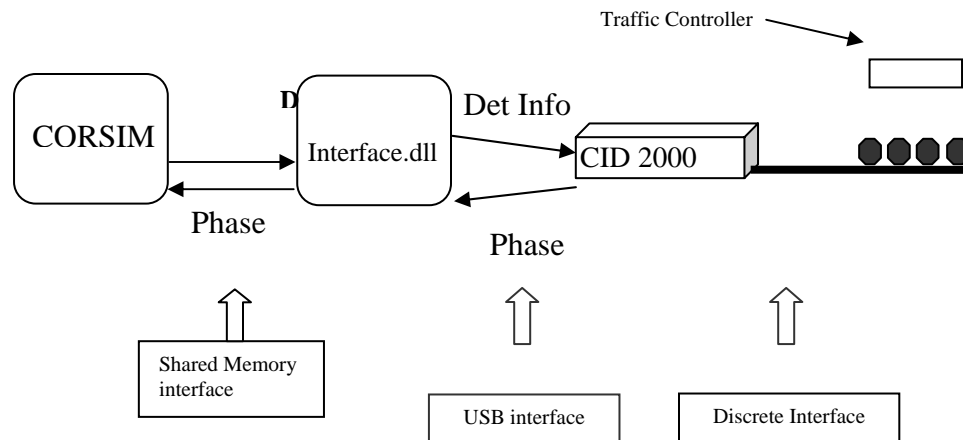 Traffic Controller
D
Det Info
CORSIM
Interface.dll
CID 2000
Phase
Phase
Shared Memory
interface
USB interface
Discrete Interface